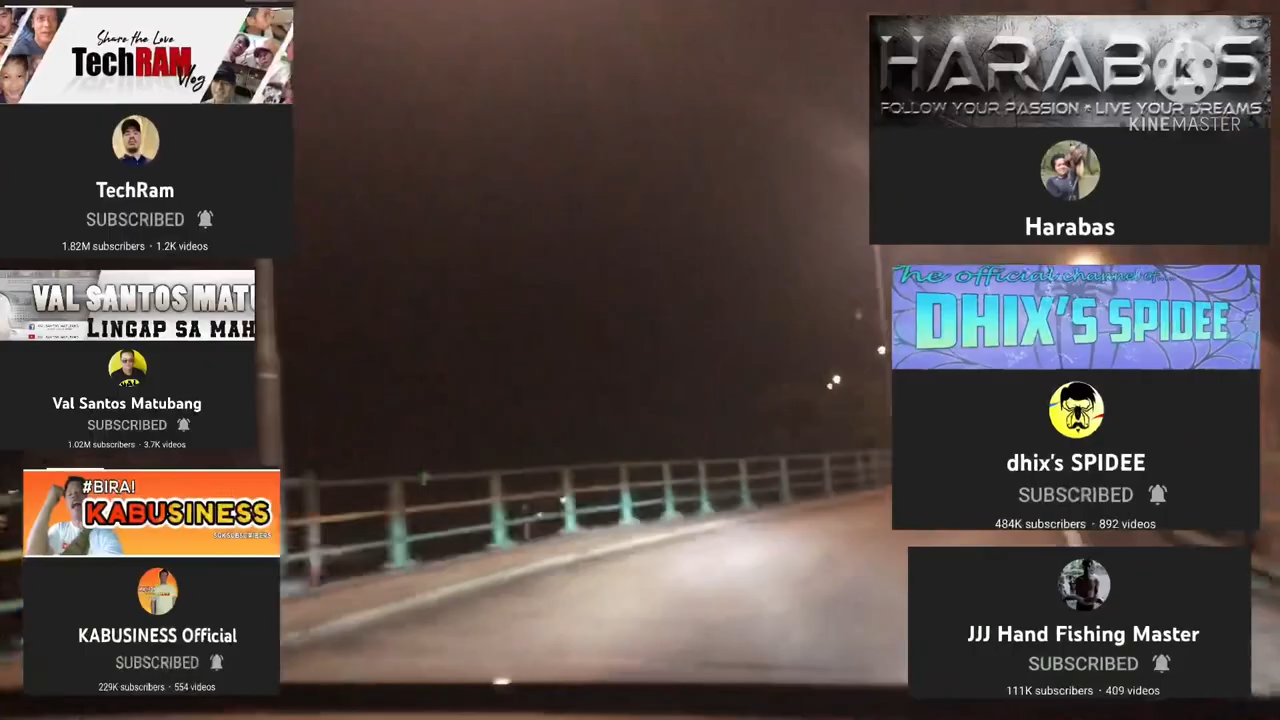 Share the Love
TechRAM
Vlog
TechRam
SUBSCRIBED
1.82M subscribers · 1.2K videos
VAL SANTOS MATU
LINGAP SA MAH
Val Santos Matubang
SUBSCRIBED
1.02M subscribers · 3.7K videos
#BIRA!
KABUSINESS
50KSUBSCRIBERS
KABUSINESS Official
SUBSCRIBED
229K subscribers · 554 videos
HARABAS
FOLLOW YOUR PASSION • LIVE YOUR DREAMS
KINEMASTER
Harabas
The official channel of....
DHIX'S SPIDEE
dhix's SPIDEE
SUBSCRIBED
484K subscribers · 892 videos
JJJ Hand Fishing Master
SUBSCRIBED
111K subscribers · 409 videos